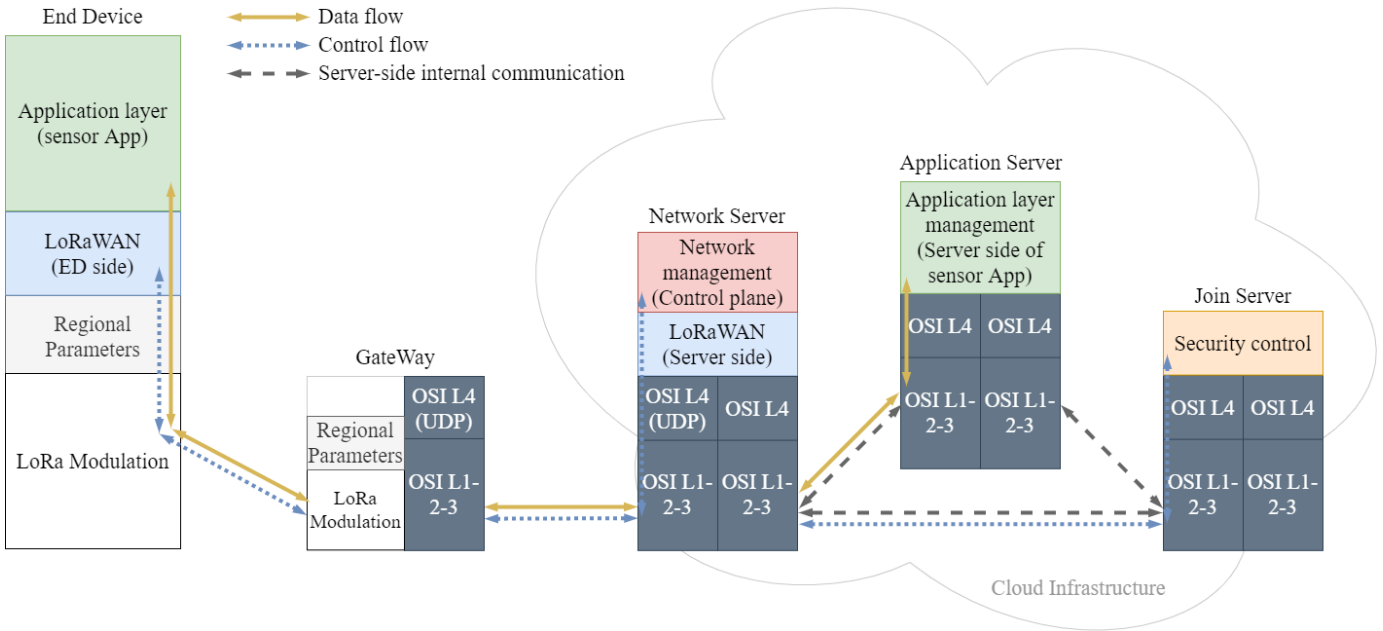 End Device
Data flow
Control flow
Server-side internal communication
Application layer
(sensor App)
LoRaWAN
(ED side)
Regional
Parameters
LoRa Modulation
GateWay
OSI L4
(UDP)
Regional
Parameters
LoRa
Modulation
OSI L1-
2-3
Network Server
Network
management
(Control plane)
LoRaWAN
(Server side)
OSI L4
(UDP)
OSI L4
OSI L1-
2-3
OSI L1-
2-3
Application Server
Application layer
management
(Server side of
sensor App)
OSI L4
OSI L4
OSI L1-
2-3
OSI L1-
2-3
Join Server
Security control
OSI L4
OSI L4
OSI L1-
2-3
OSI L1-
2-3
Cloud Infrastructure